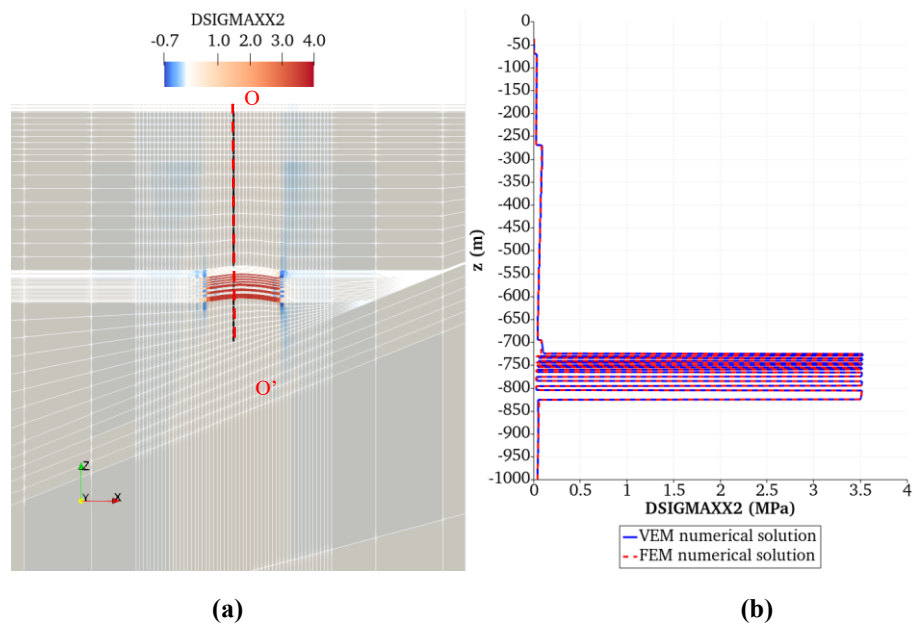 DSIGMAXX2
-0.7 1.0 2.0 3.0 4.0
O
O'
Z
Y X
(a)
0
-50
-100
-150
-200
-250
-300
-350
-400
-450
-500
-550
-600
-650
-700
-750
-800
-850
-900
-950
-1000
z (m)
0 0.5 1 1.5 2 2.5 3 3.5 4
DSIGMAXX2 (MPa)
VEM numerical solution
FEM numerical solution
(b)